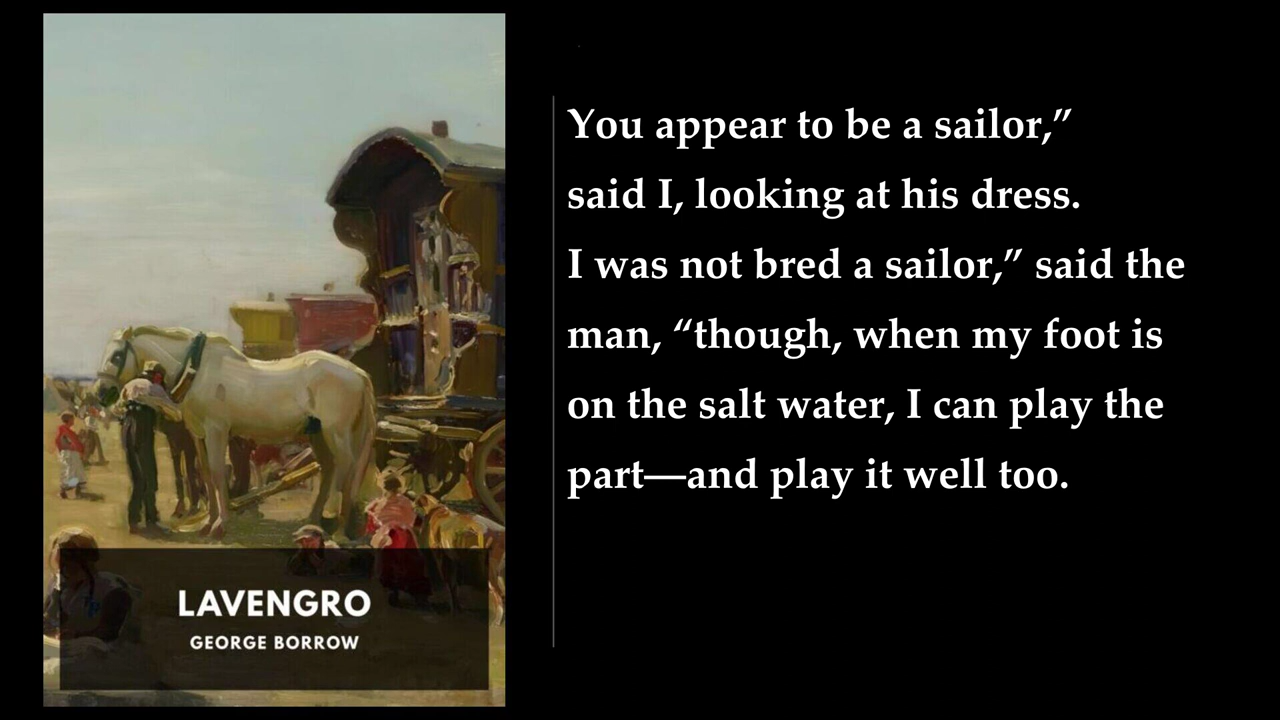 You appear to be a sailor,”
said I, looking at his dress.
I was not bred a sailor,” said the
man, “though, when my foot is
on the salt water, I can play the
part—and play it well too.
LAVENGRO
GEORGE BORROW